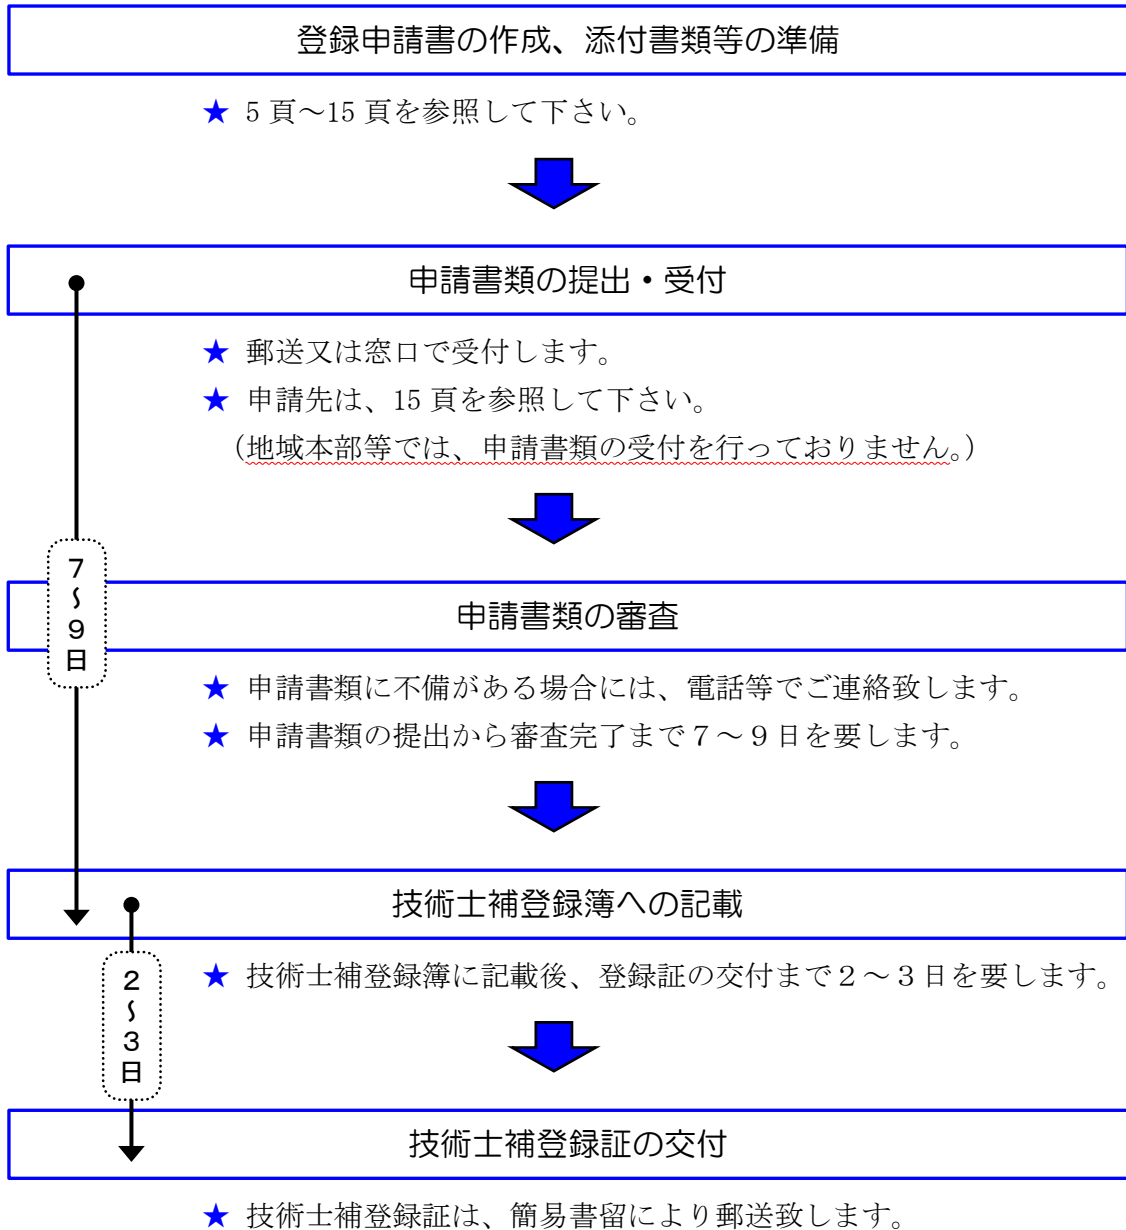 登録申請書の作成、添付書類等の準備
★ 5 頁～15 頁を参照して下さい。
申請書類の提出・受付
★ 郵送又は窓口で受付します。
★ 申請先は、15 頁を参照して下さい。
(地域本部等では、申請書類の受付を行っておりません。)
7～9日
申請書類の審査
★ 申請書類に不備がある場合には、電話等でご連絡致します。
★ 申請書類の提出から審査完了まで７～９日を要します。
技術士補登録簿への記載
2～3日
★ 技術士補登録簿に記載後、登録証の交付まで２～３日を要します。
技術士補登録証の交付
★ 技術士補登録証は、簡易書留により郵送致します。